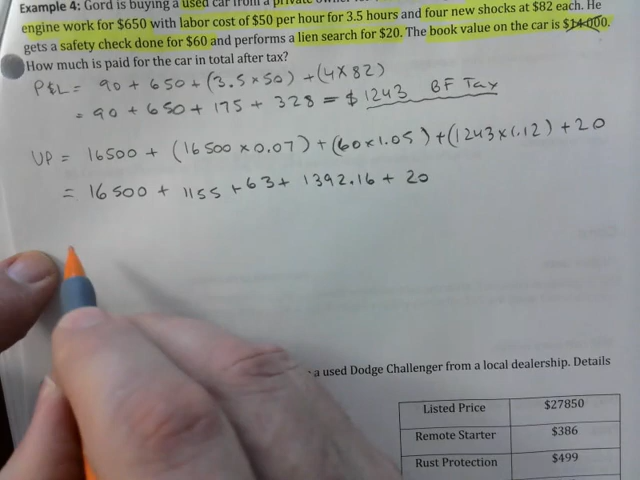 Example 4: Gord is buying a used car from a private owner for
engine work for $650 with labor cost of $50 per hour for 3.5 hours and four new shocks at $82 each. He
gets a safety check done for $60 and performs a lien search for $20. The book value on the car is $14 000.
How much is paid for the car in total after tax?
P&L = 90 + 650 + (3.5 × 50) + (4 × 82)
= 90 + 650 + 175 + 328 = $ 1243 BF Tax
UP = 16500 + (16500 × 0.07) + (60 × 1.05) + (1243 × 1.12) + 20
= 16500 + 1155 + 63 + 1392.16 + 20
a used Dodge Challenger from a local dealership. Details
Listed Price $27850
Remote Starter $386
Rust Protection $499